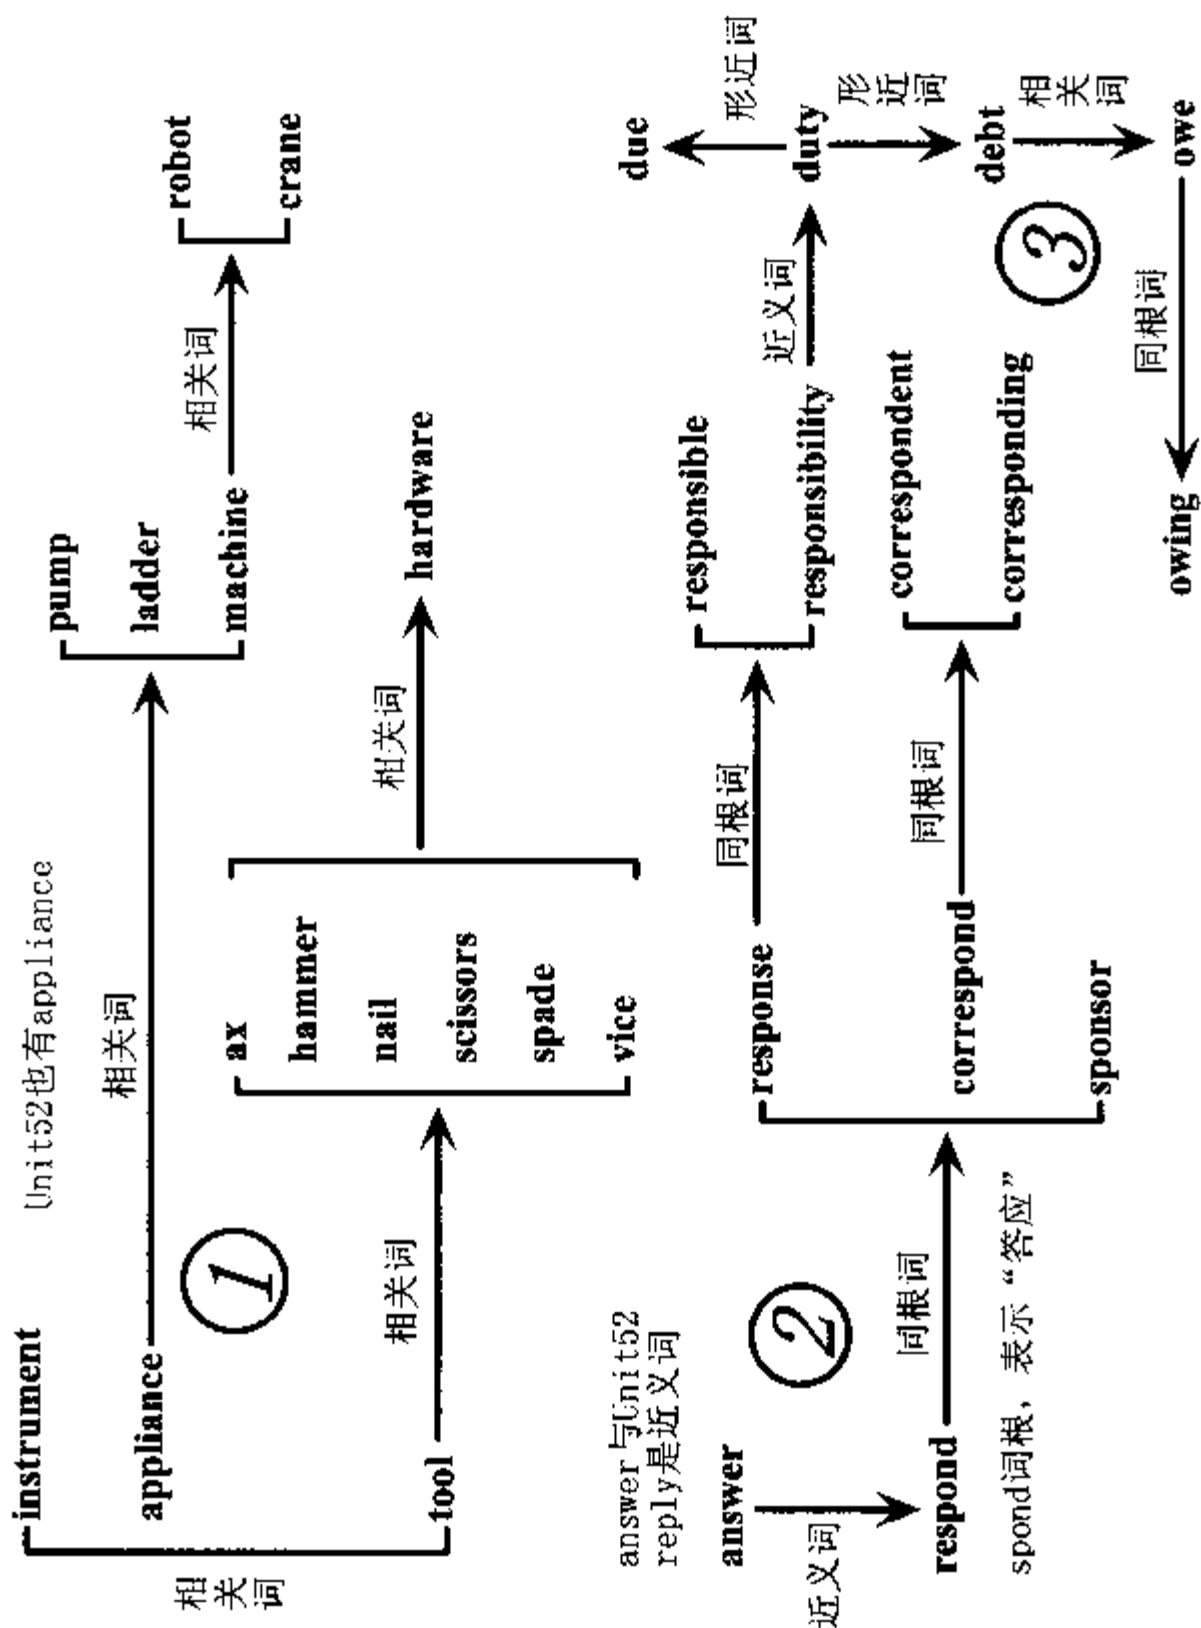 Unit52也有appliance
instrument
appliance
tool
相关词
相关词
pump
ladder
machine
相关词
robot
crane
1
相关词
ax
hammer
nail
scissors
spade
vice
相关词
hardware
answer与Unit52
reply是近义词
answer
近义词
respond
2
同根词
spond词根，表示“答应”
response
correspond
sponsor
同根词
responsible
responsibility
同根词
correspondent
corresponding
近义词
due
形近词
duty
形近词
debt
相关词
owe
3
同根词
owing